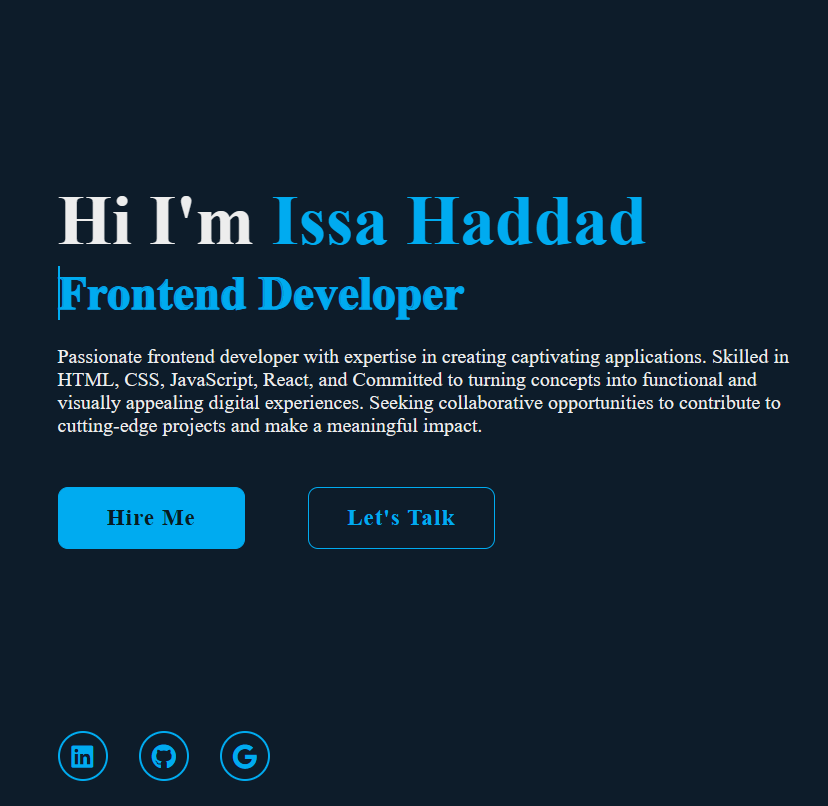 Hi I'm Issa Haddad
Frontend Developer
Passionate frontend developer with expertise in creating captivating applications. Skilled in
HTML, CSS, JavaScript, React, and Committed to turning concepts into functional and
visually appealing digital experiences. Seeking collaborative opportunities to contribute to
cutting-edge projects and make a meaningful impact.
Hire Me
Let's Talk
in
G